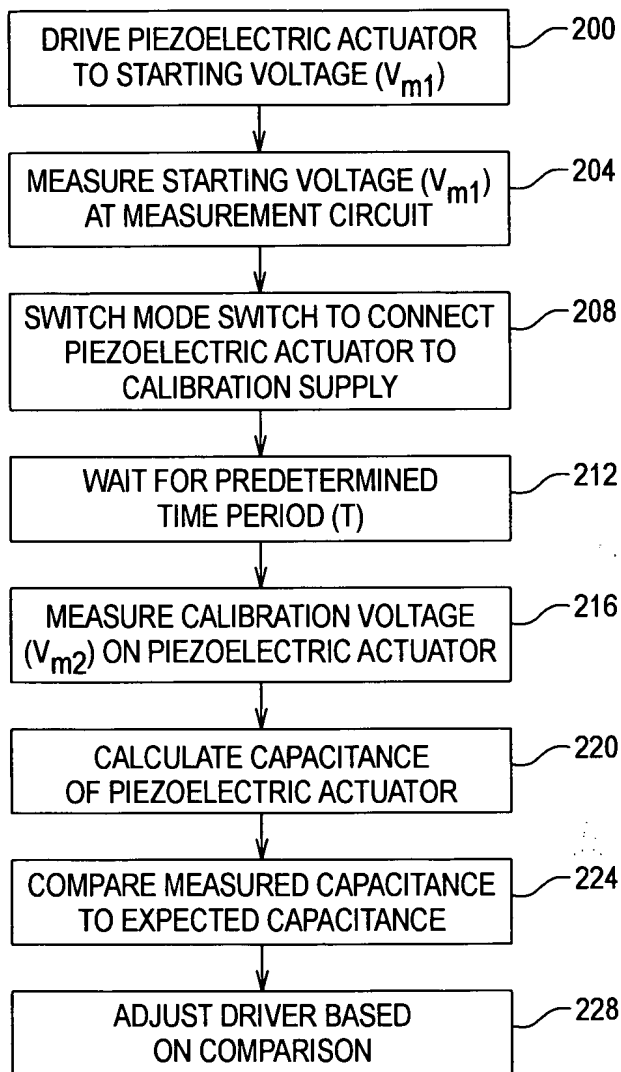 DRIVE PIEZOELECTRIC ACTUATOR
TO STARTING VOLTAGE (Vm1)
200
MEASURE STARTING VOLTAGE (Vm1)
AT MEASUREMENT CIRCUIT
204
SWITCH MODE SWITCH TO CONNECT
PIEZOELECTRIC ACTUATOR TO
CALIBRATION SUPPLY
208
WAIT FOR PREDETERMINED
TIME PERIOD (T)
212
MEASURE CALIBRATION VOLTAGE
(Vm2) ON PIEZOELECTRIC ACTUATOR
216
CALCULATE CAPACITANCE
OF PIEZOELECTRIC ACTUATOR
220
COMPARE MEASURED CAPACITANCE
TO EXPECTED CAPACITANCE
224
ADJUST DRIVER BASED
ON COMPARISON
228